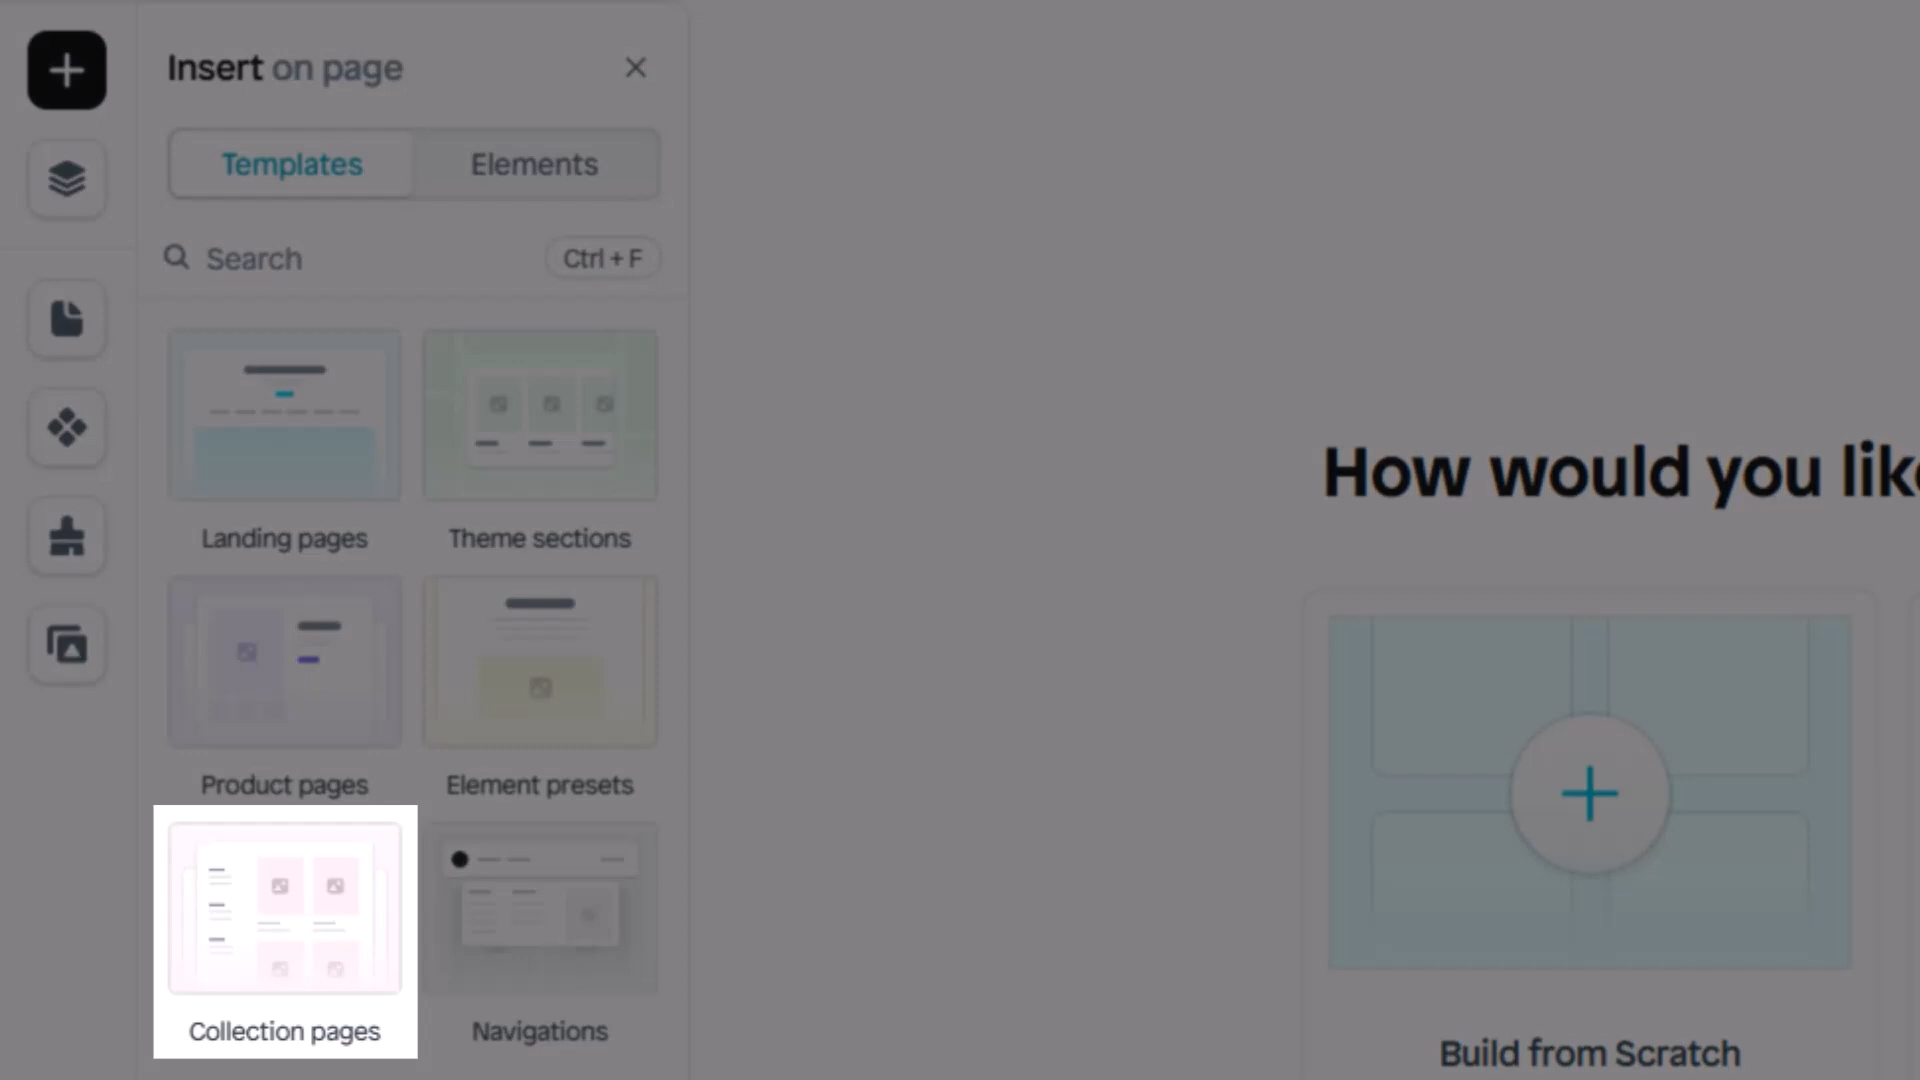 Insert on page
Templates
Elements
Search
Ctrl + F
Landing pages
Theme sections
Product pages
Element presets
Collection pages
Navigations
How would you like
Build from Scratch